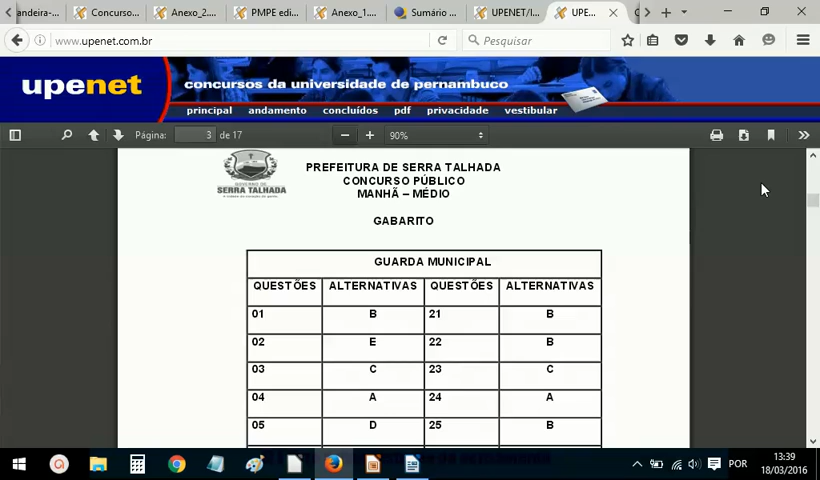 andeira-...
Concurso...
Anexo_2....
PMPE edi...
Anexo_1....
Sumário ...
UPENET/I...
UPE...
www.upenet.com.br
Pesquisar
upenet
concursos da universidade de pernambuco
principal andamento concluídos pdf privacidade vestibular
Página: 3 de 17
90%
GOVERNO DE
SERRA TALHADA
PREFEITURA DE SERRA TALHADA
CONCURSO PÚBLICO
MANHÃ – MÉDIO
GABARITO
GUARDA MUNICIPAL
QUESTÕES ALTERNATIVAS QUESTÕES ALTERNATIVAS
01 B 21 B
02 E 22 B
03 C 23 C
04 A 24 A
05 D 25 B
POR
13:39
18/03/2016